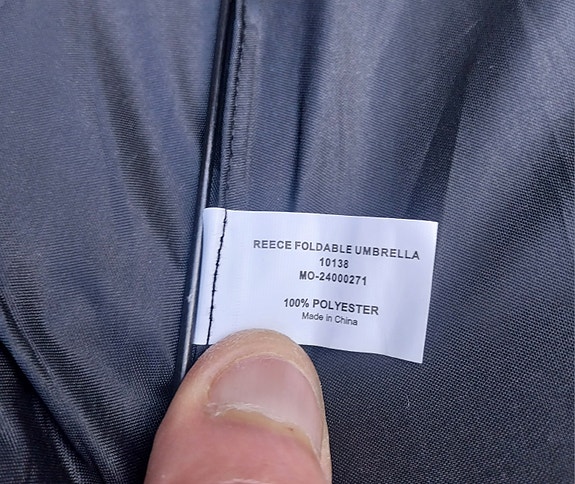 REECE FOLDABLE UMBRELLA
10138
MO-24000271
100% POLYESTER
Made in China